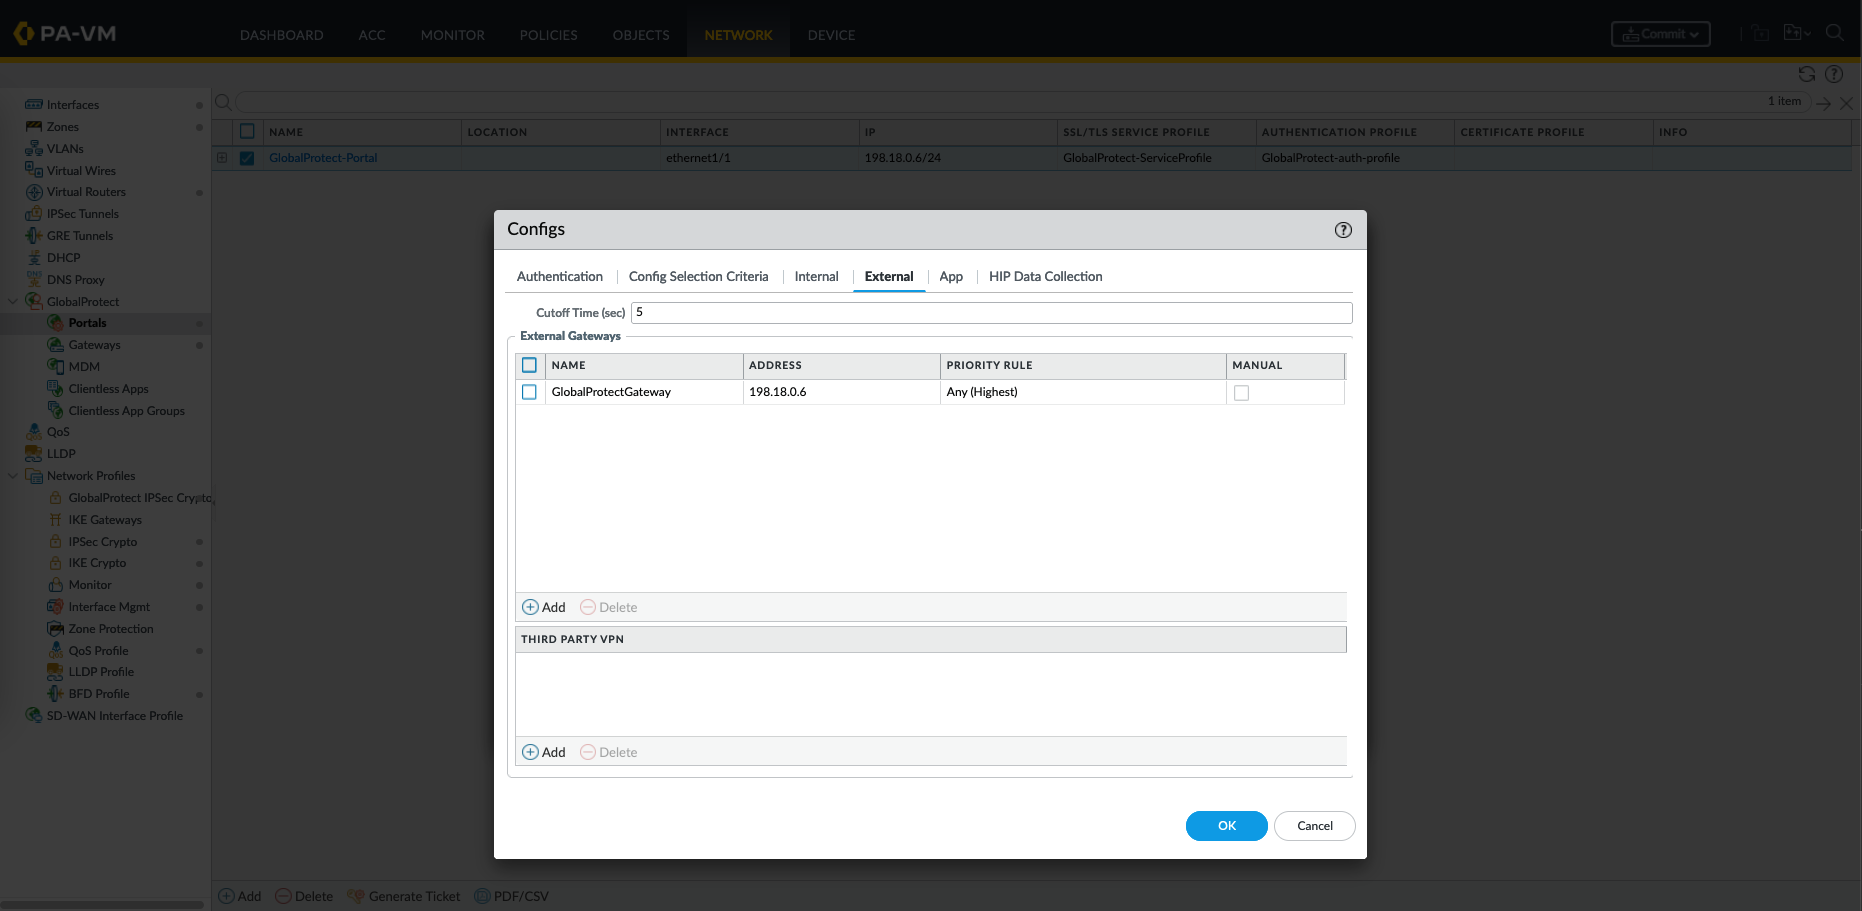 PA-VM
DASHBOARD ACC MONITOR POLICIES OBJECTS NETWORK DEVICE
Commit
1 item
Interfaces
Zones
VLANs
Virtual Wires
Virtual Routers
IPSec Tunnels
GRE Tunnels
DHCP
DNS Proxy
GlobalProtect
Portals
Gateways
MDM
Clientless Apps
Clientless App Groups
QoS
LLDP
Network Profiles
GlobalProtect IPSec Crypto
IKE Gateways
IPSec Crypto
IKE Crypto
Monitor
Interface Mgmt
Zone Protection
QoS Profile
LLDP Profile
BFD Profile
SD-WAN Interface Profile
NAME LOCATION INTERFACE IP SSL/TLS SERVICE PROFILE AUTHENTICATION PROFILE CERTIFICATE PROFILE INFO
GlobalProtect-Portal ethernet1/1 198.18.0.6/24 GlobalProtect-ServiceProfile GlobalProtect-auth-profile
Configs
Authentication Config Selection Criteria Internal External App HIP Data Collection
Cutoff Time (sec) 5
External Gateways
NAME ADDRESS PRIORITY RULE MANUAL
GlobalProtectGateway 198.18.0.6 Any (Highest)
Add Delete
THIRD PARTY VPN
Add Delete
OK Cancel
Add Delete Generate Ticket PDF/CSV